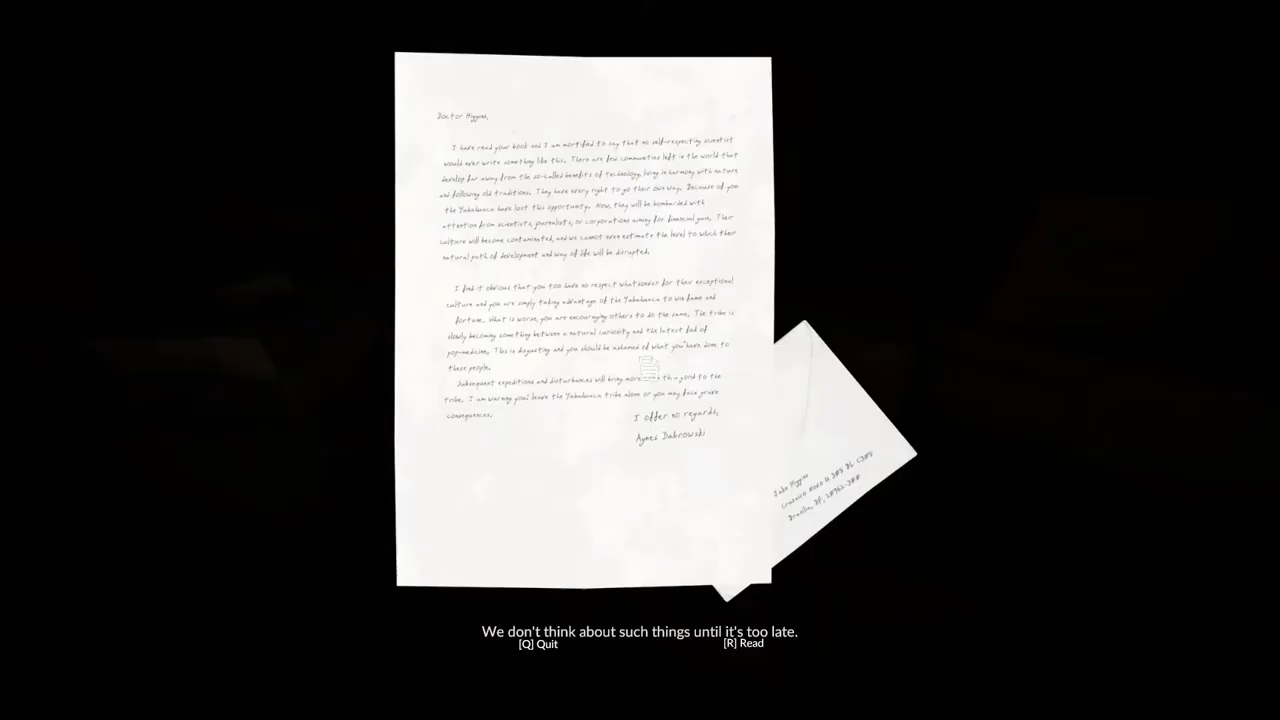 Doctor Higgins,
I have read your book and I am mortified to say that no self-respecting scientist
would ever write something like this. There are few communities left in the world that
develop far away from the so-called benefits of technology, living in harmony with nature
and following old traditions. They have every right to go their own way. Because of you
the Yabahuaca have lost this opportunity. Now, they will be bombarded with
attention from scientists, journalists, or corporations aiming for financial gain. Their
culture will become contaminated, and we cannot even estimate the level to which their
natural path of development and way of life will be disrupted.
I find it obvious that you too have no respect whatsoever for their exceptional
culture and you are simply taking advantage of the Yabahuaca to win fame and
fortune. What is worse, you are encouraging others to do the same. The tribe is
slowly becoming something between a natural curiosity and the latest fad of
pop-medicine. This is disgusting and you should be ashamed of what you have done to
these people.
Subsequent expeditions and disturbances will bring more good to the
tribe. I am warning you: leave the Yabahuaca tribe alone or you may face grave
consequences.
I offer no regards,
Agnes Dabrowski
Jake Higgins
Brasilia, DF,
We don't think about such things until it's too late.
[Q] Quit [R] Read